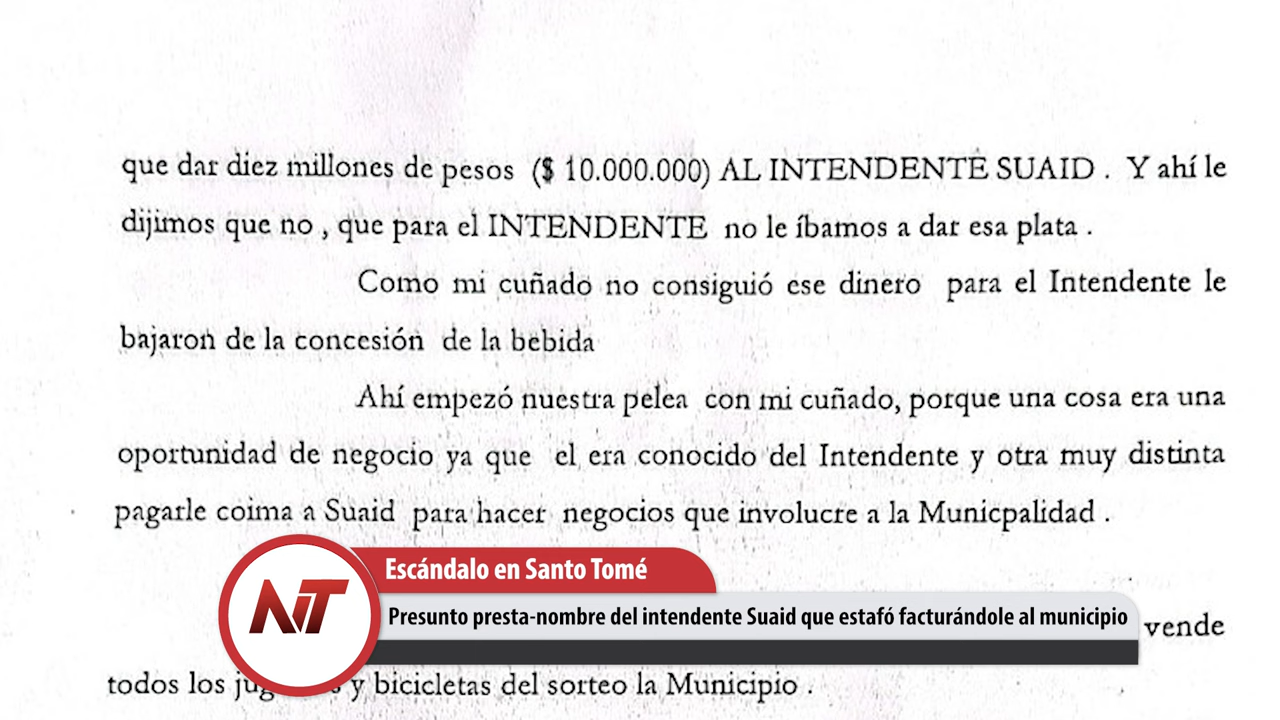 que dar diez millones de pesos ($ 10.000.000) AL INTENDENTE SUAID . Y ahí le
dijimos que no , que para el INTENDENTE no le íbamos a dar esa plata .
Como mi cuñado no consiguió ese dinero para el Intendente le
bajaron de la concesión de la bebida
Ahí empezó nuestra pelea con mi cuñado, porque una cosa era una
oportunidad de negocio ya que el era conocido del Intendente y otra muy distinta
pagarle coima a Suaid para hacer negocios que involucre a la Municpalidad .
NT
Escándalo en Santo Tomé
Presunto presta-nombre del intendente Suaid que estafó facturándole al municipio
vende
todos los y bicicletas del sorteo la Municipio .